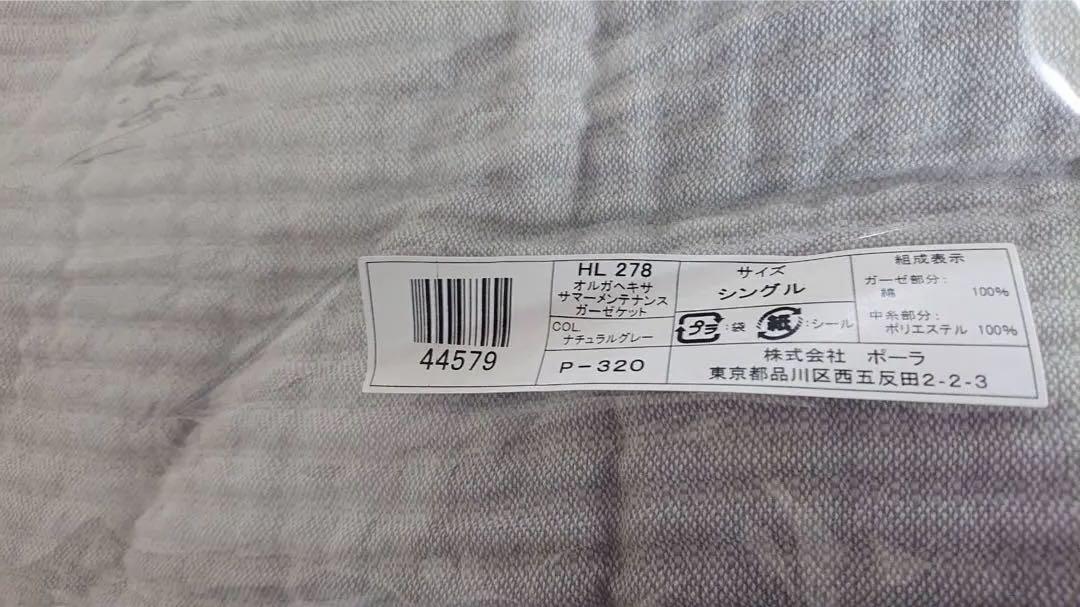 44579
HL 278
オルガヘキサ
サマーメンテナンス
ガーゼケット
COL.
ナチュラルグレー
P-320
サイズ
シングル
プラ:袋 紙:シール
組成表示
ガーゼ部分:
綿 100%
中糸部分:
ポリエステル 100%
株式会社 ポーラ
東京都品川区西五反田2-2-3